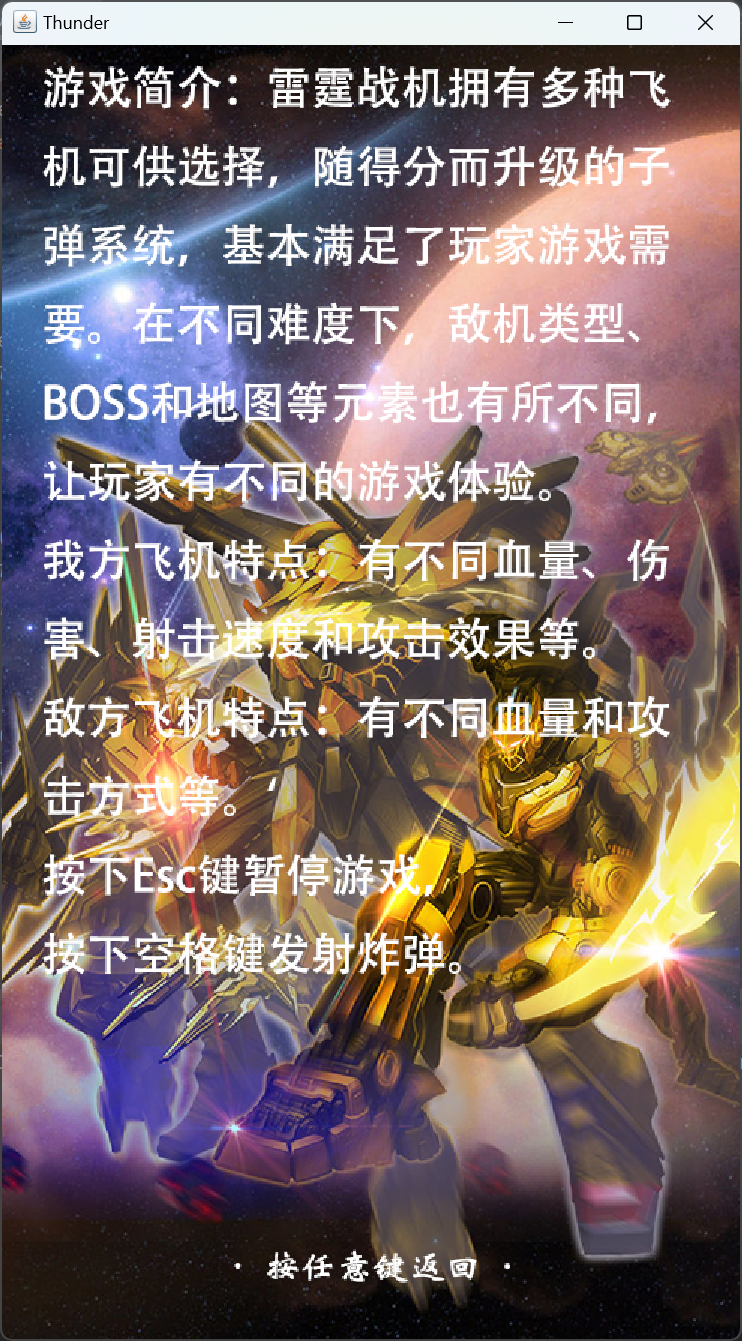 Thunder
游戏简介：雷霆战机拥有多种飞
机可供选择，随得分而升级的子
弹系统，基本满足了玩家游戏需
要。在不同难度下，敌机类型、
BOSS和地图等元素也有所不同，
让玩家有不同的游戏体验。
我方飞机特点：有不同血量、伤
害、射击速度和攻击效果等。
敌方飞机特点：有不同血量和攻
击方式等。‘
按下Esc键暂停游戏，
按下空格键发射炸弹。
· 按任意键返回 ·